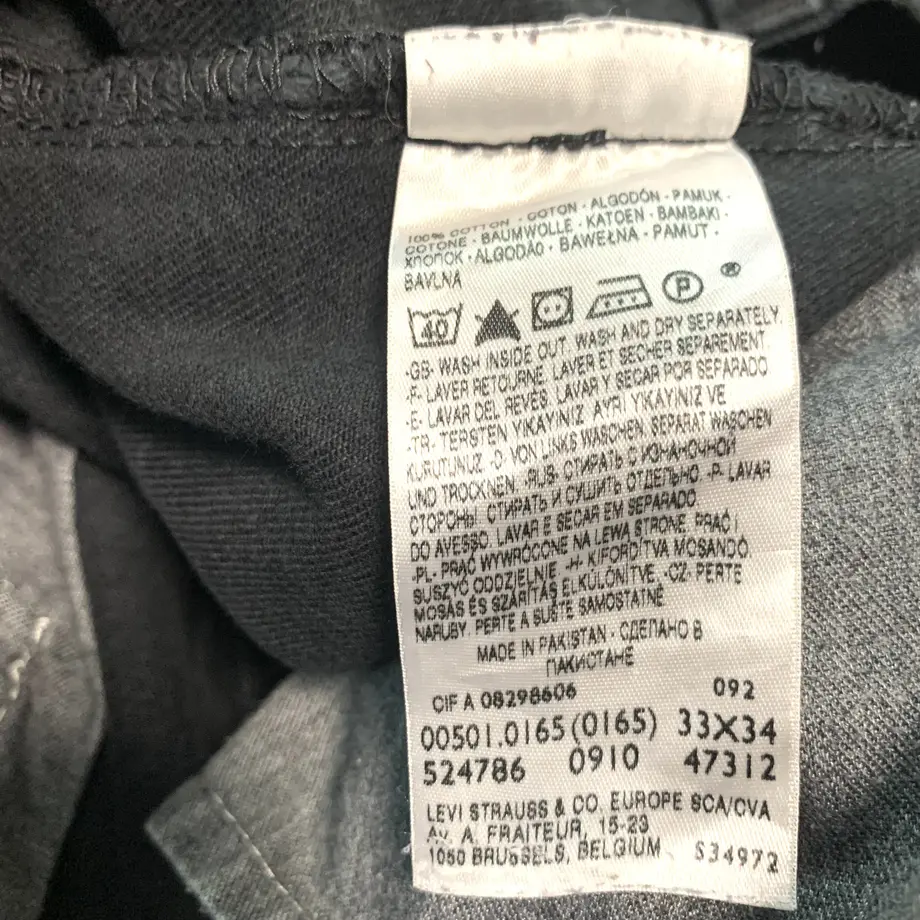 100% COTTON · COTON · ALGODÓN · PAMUK ·
COTONE · BAUMWOLLE · KATOEN · BAMBAKI ·
ХЛОПОК · ALGODAO · BAWEŁNA · PAMUT ·
BAVLNA
40 P ®
-GB- WASH INSIDE OUT. WASH AND DRY SEPARATELY.
-F- LAVER RETOURNE. LAVER ET SECHER SEPAREMENT.
-E- LAVAR DEL REVES. LAVAR Y SECAR POR SEPARADO.
-TR- TERSTEN YIKAYINIZ. AYRI YIKAYINIZ VE
KURUTUNUZ. -D- VON LINKS WASCHEN. SEPARAT WASCHEN
UND TROCKNEN. -RUS- СТИРАТЬ С ИЗНАНОЧНОЙ
СТОРОНЫ. СТИРАТЬ И СУШИТЬ ОТДЕЛЬНО. -P- LAVAR
DO AVESSO. LAVAR E SECAR EM SEPARADO.
-PL- PRAĆ WYWRÓCONE NA LEWA STRONE. PRAĆ I
SUSZYĆ ODDZIELNIE. -H- KIFORDÍTVA MOSANDÓ.
MOSÁS ÉS SZÁRÍTÁS ELKÜLÖNÍTVE. -CZ- PERTE
NARUBY. PERTE A SUŠTE SAMOSTATNĚ
MADE IN PAKISTAN · СДЕЛАНО В
ПАКИСТАНЕ
CIF A 08298606 092
00501.0165(0165) 33X34
524786 0910 47312
LEVI STRAUSS & CO. EUROPE SCA/CVA
AV. A. FRAITEUR, 15-23
1050 BRUSSELS, BELGIUM S34972